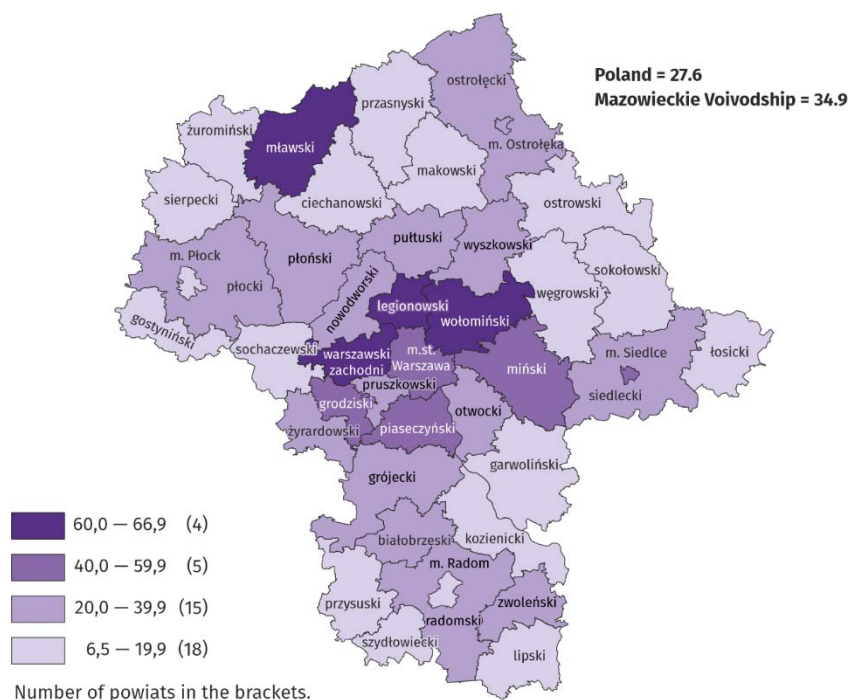 Poland = 27.6
Mazowieckie Voivodship = 34.9
ostrołęcki
przasnyski
żuromiński
m. Ostrołęka
mławski
makowski
sierpecki
ciechanowski
ostrowski
pułtuski
wyszkowski
m. Płock
płoński
sokołowski
płocki
nowodworski
węgrowski
legionowski
gostyniński
wołomiński
sochaczewski
m.st.
Warszawa
warszawski
zachodni
m. Siedlce
łosicki
miński
pruszkowski
siedlecki
grodziski
otwocki
piaseczyński
żyrardowski
garwoliński
grójecki
białobrzeski
kozienicki
m. Radom
przysuski
zwoleński
radomski
szydłowiecki
lipski
60,0 — 66,9 (4)
40,0 — 59,9 (5)
20,0 — 39,9 (15)
6,5 — 19,9 (18)
Number of powiats in the brackets.